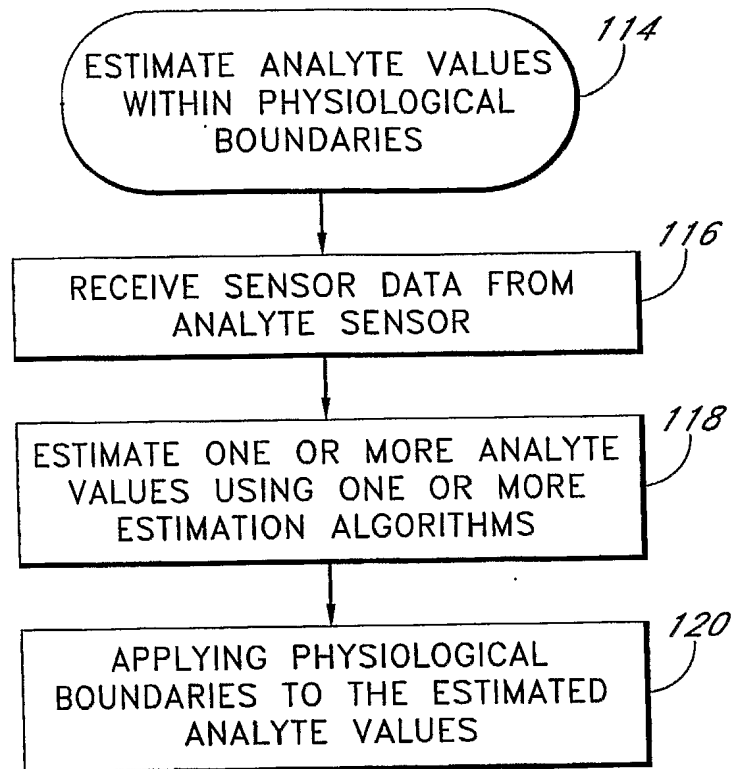 114
ESTIMATE ANALYTE VALUES
WITHIN PHYSIOLOGICAL
BOUNDARIES
116
RECEIVE SENSOR DATA FROM
ANALYTE SENSOR
118
ESTIMATE ONE OR MORE ANALYTE
VALUES USING ONE OR MORE
ESTIMATION ALGORITHMS
120
APPLYING PHYSIOLOGICAL
BOUNDARIES TO THE ESTIMATED
ANALYTE VALUES